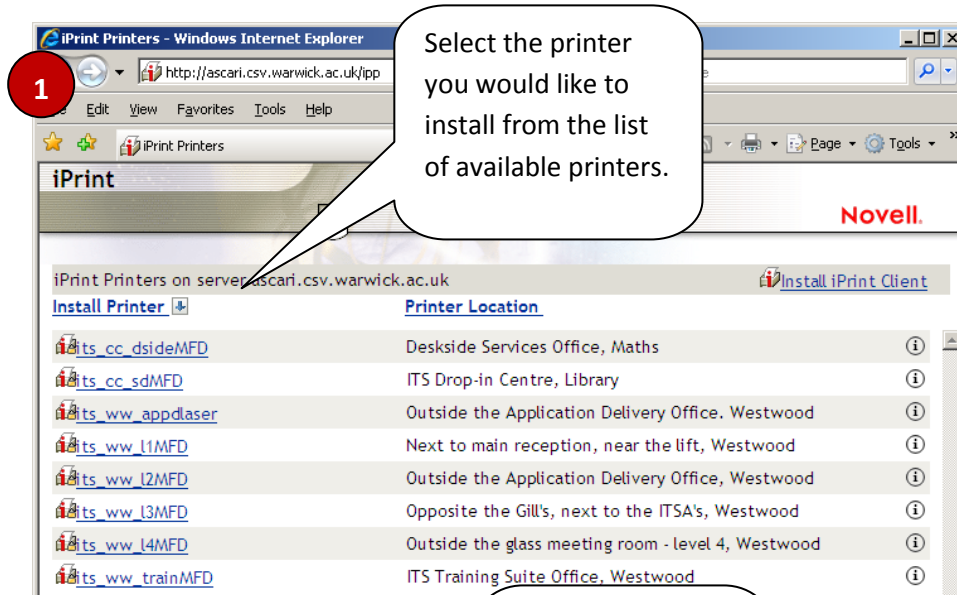 iPrint Printers - Windows Internet Explorer
1
http://ascari.csv.warwick.ac.uk/ipp
Edit View Favorites Tools Help
iPrint Printers
Page Tools »
Select the printer
you would like to
install from the list
of available printers.
iPrint
Novell.
iPrint Printers on server ascari.csv.warwick.ac.uk Install iPrint Client
Install Printer Printer Location
its_cc_dsideMFD Deskside Services Office, Maths
its_cc_sdMFD ITS Drop-in Centre, Library
its_ww_appdlaser Outside the Application Delivery Office. Westwood
its_ww_l1MFD Next to main reception, near the lift, Westwood
its_ww_l2MFD Outside the Application Delivery Office, Westwood
its_ww_l3MFD Opposite the Gill's, next to the ITSA's, Westwood
its_ww_l4MFD Outside the glass meeting room - level 4, Westwood
its_ww_trainMFD ITS Training Suite Office, Westwood